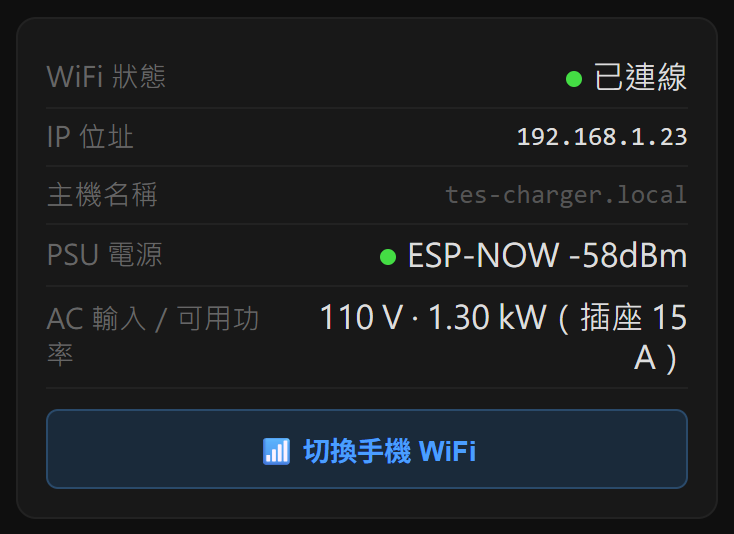 WiFi 狀態
已連線
IP 位址
192.168.1.23
主機名稱
tes-charger.local
PSU 電源
ESP-NOW -58dBm
AC 輸入 / 可用功
率
110 V · 1.30 kW（插座 15
A）
切換手機 WiFi